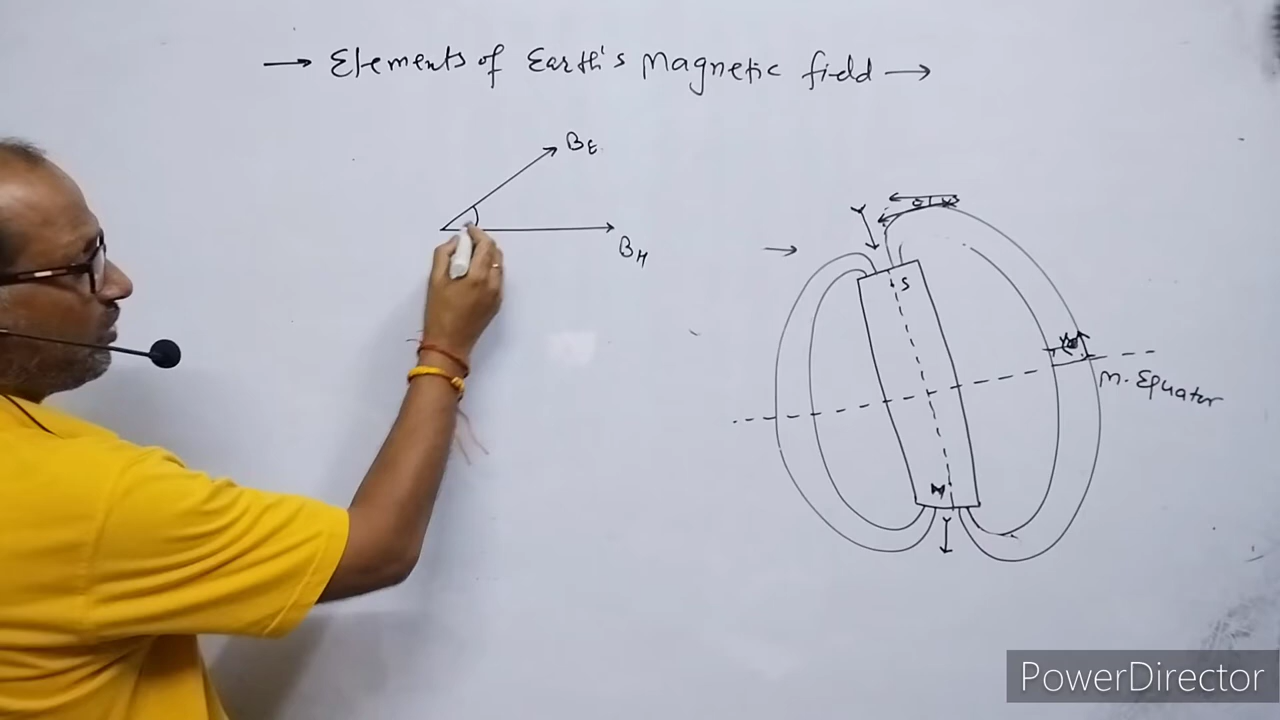 → Elements of Earth's Magnetic field →
B_E
B_H
S
M. Equator
N
PowerDirector